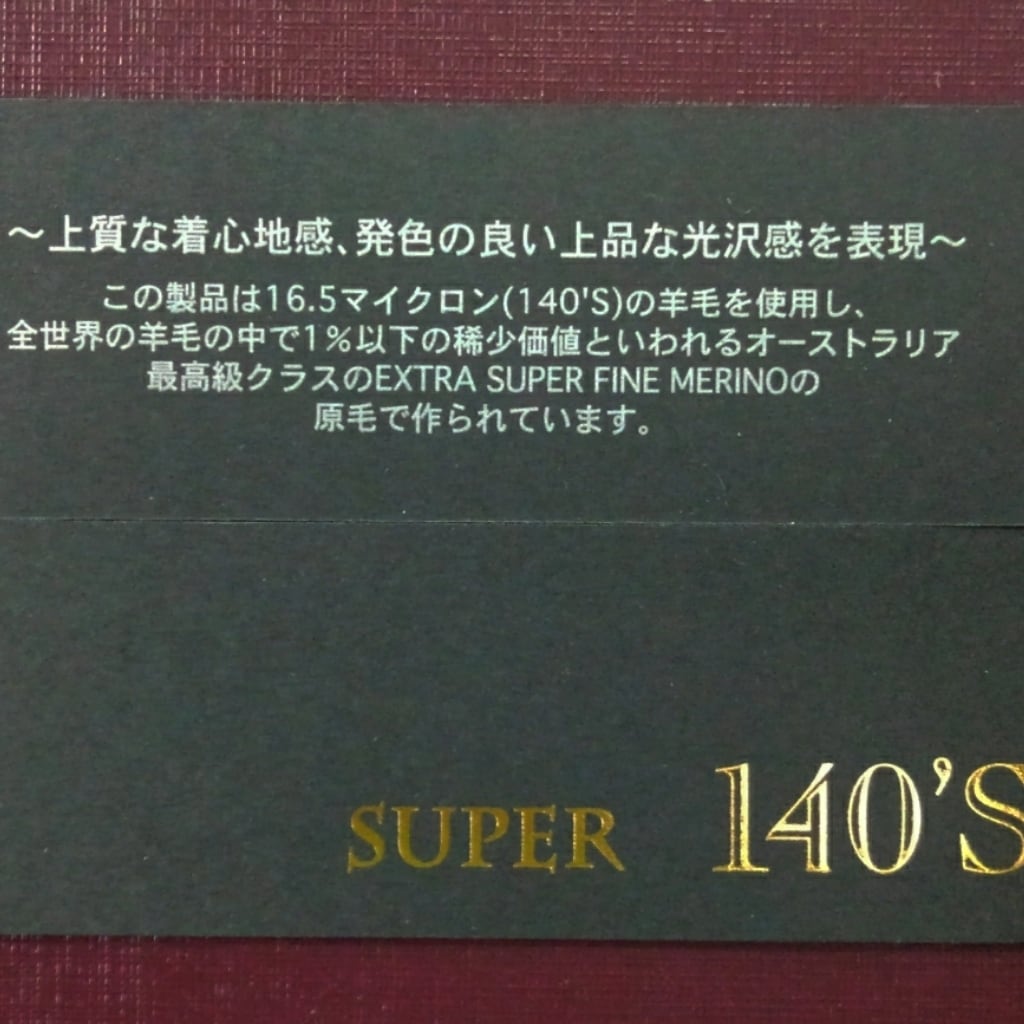 ～上質な着心地感、発色の良い上品な光沢感を表現～
この製品は16.5マイクロン(140'S)の羊毛を使用し、
全世界の羊毛の中で1%以下の稀少価値といわれるオーストラリア
最高級クラスのEXTRA SUPER FINE MERINOの
原毛で作られています。
SUPER 140'S